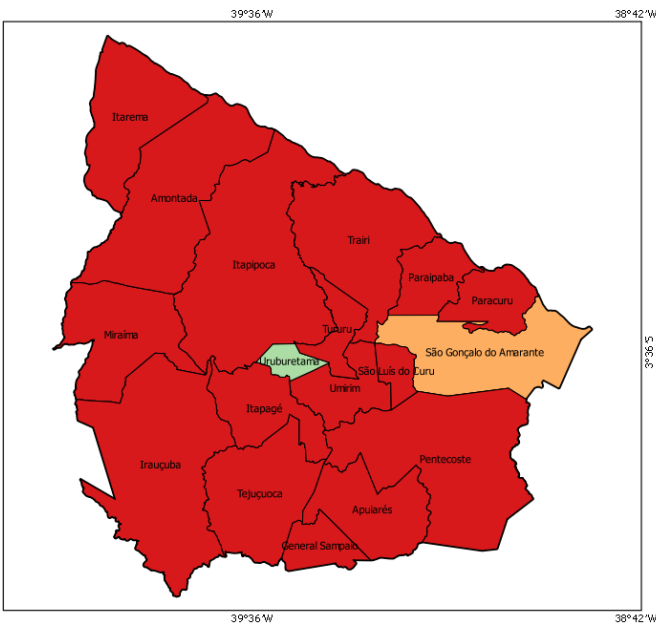 39°36'W
38°42'W
Itarema
Amontada
Trairi
Itapipoca
Paraipaba
Paracuru
Tururu
Miraíma
São Gonçalo do Amarante
3°36'S
Uruburetama
São Luís do Curu
Umirim
Itapagé
Pentecoste
Irauçuba
Tejuçuoca
Apuiarés
General Sampaio
39°36'W
38°42'W